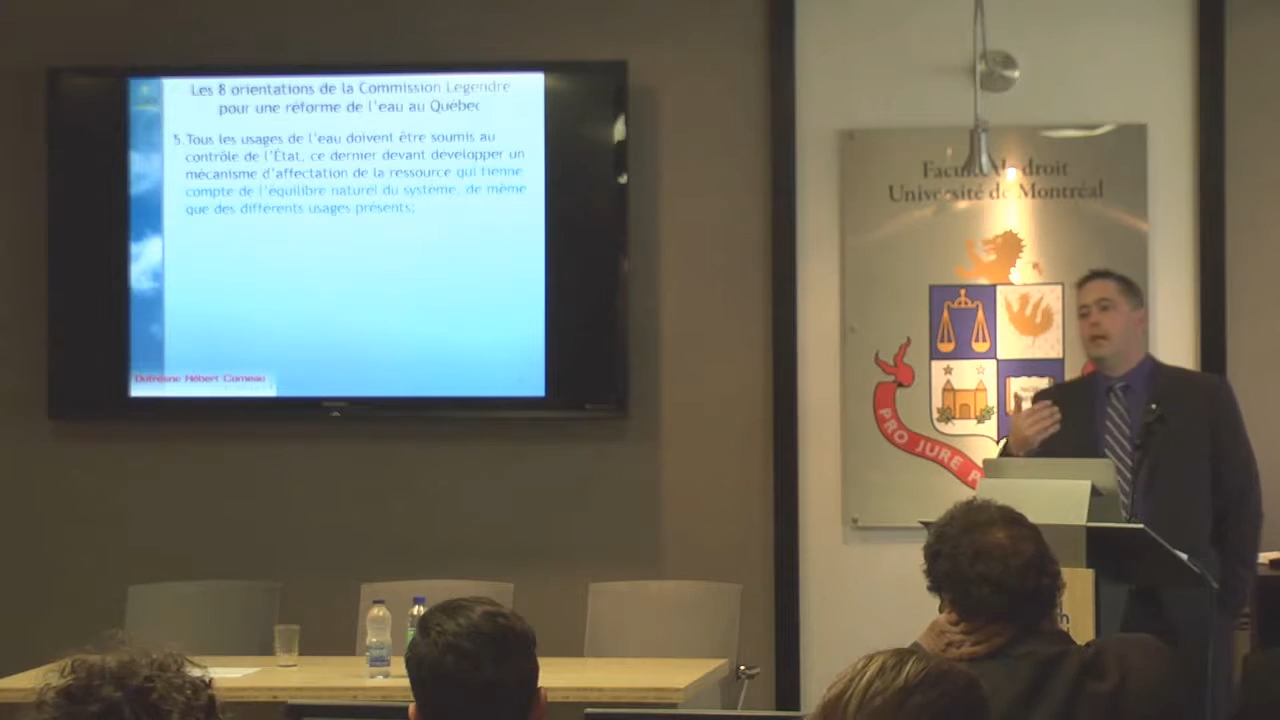 Les 8 orientations de la Commission Legendre
pour une réforme de l'eau au Québec
5. Tous les usages de l'eau doivent être soumis au
contrôle de l'État, ce dernier devant développer un
mécanisme d'affectation de la ressource qui tienne
compte de l'équilibre naturel du système, de même
que des différents usages présents;
Dufresne Hébert Comeau
Faculté de droit
Université de Montréal
PRO JURE